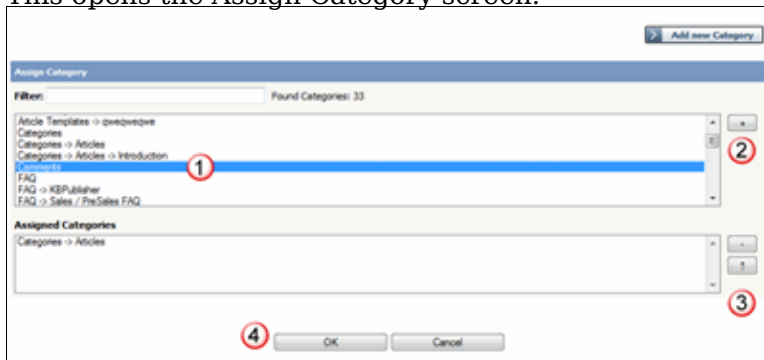 This opens the Assign Category screen.
Add new Category
Assign Category
Filter: Found Categories: 33
Article Templates -> qweqweqwe
Categories
Categories -> Articles
Categories -> Articles -> Introduction
Comments
FAQ
FAQ -> KBPublisher
FAQ -> Sales / PreSales FAQ
1
+
2
Assigned Categories
Categories -> Articles
-
↑
3
4
OK Cancel